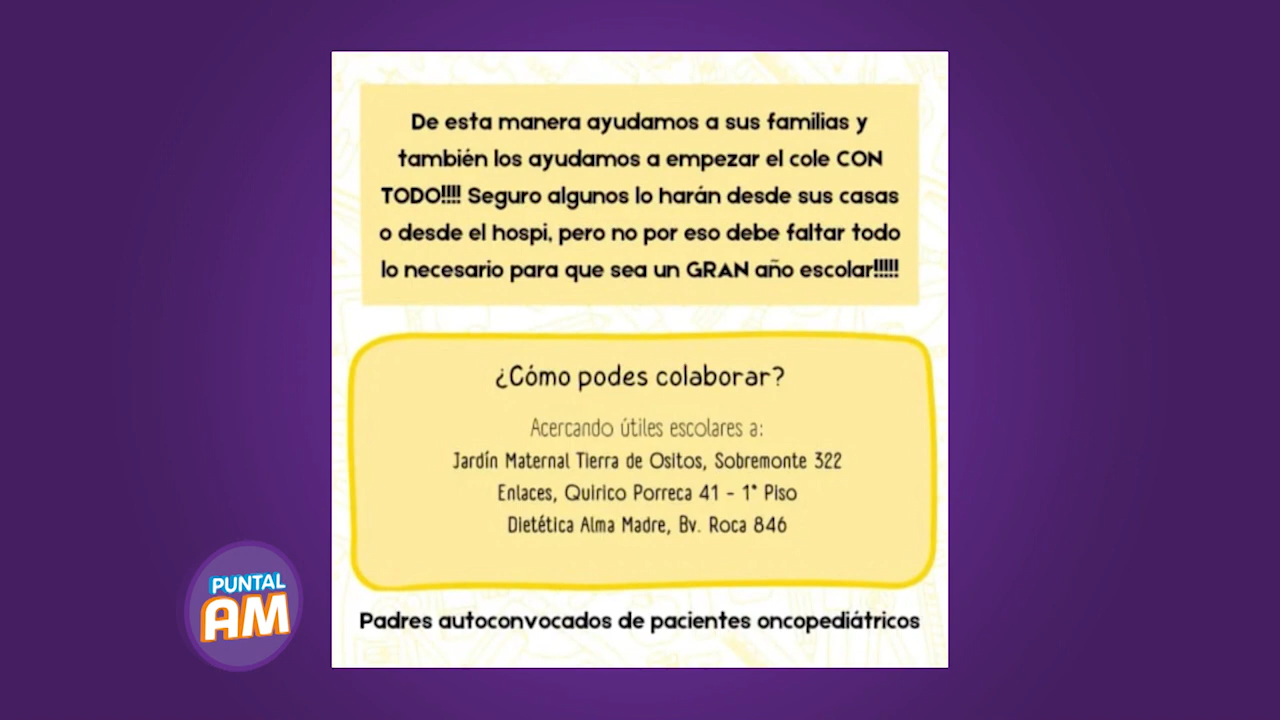 De esta manera ayudamos a sus familias y
también los ayudamos a empezar el cole CON
TODO!!!! Seguro algunos lo harán desde sus casas
o desde el hospi, pero no por eso debe faltar todo
lo necesario para que sea un GRAN año escolar!!!!!
¿Cómo podes colaborar?
Acercando útiles escolares a:
Jardín Maternal Tierra de Ositos, Sobremonte 322
Enlaces, Quirico Porreca 41 - 1° Piso
Dietética Alma Madre, Bv. Roca 846
Padres autoconvocados de pacientes oncopediátricos
PUNTAL
AM